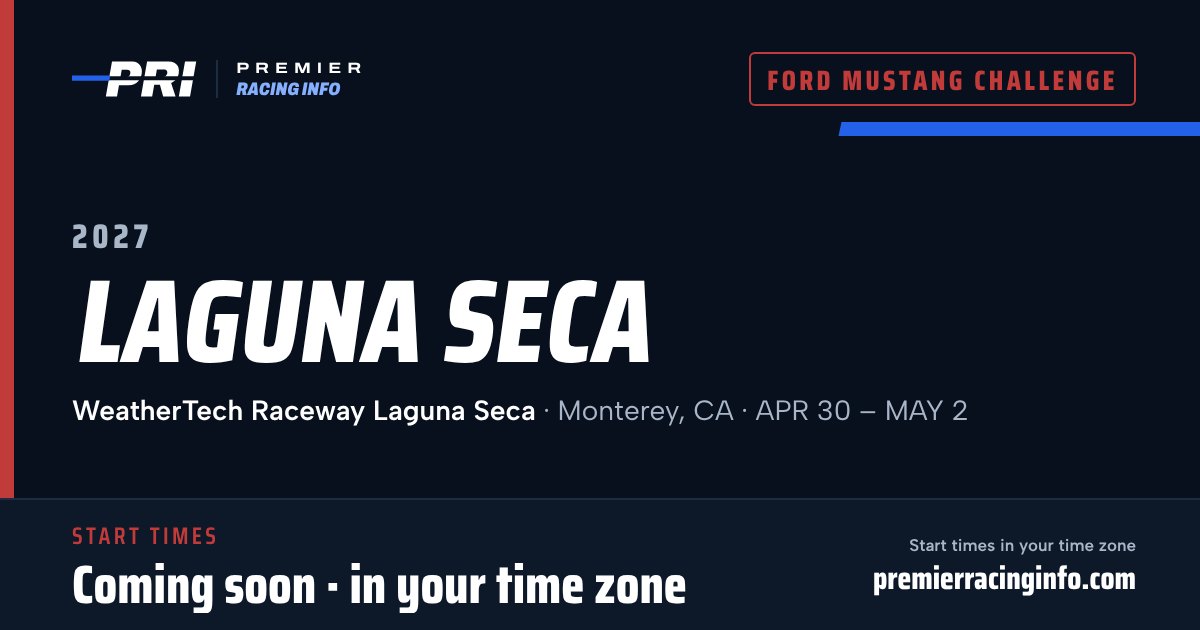 PRI
PREMIER
RACING INFO
FORD MUSTANG CHALLENGE
2027
LAGUNA SECA
WeatherTech Raceway Laguna Seca · Monterey, CA · APR 30 – MAY 2
START TIMES
Coming soon · in your time zone
Start times in your time zone
premierracinginfo.com